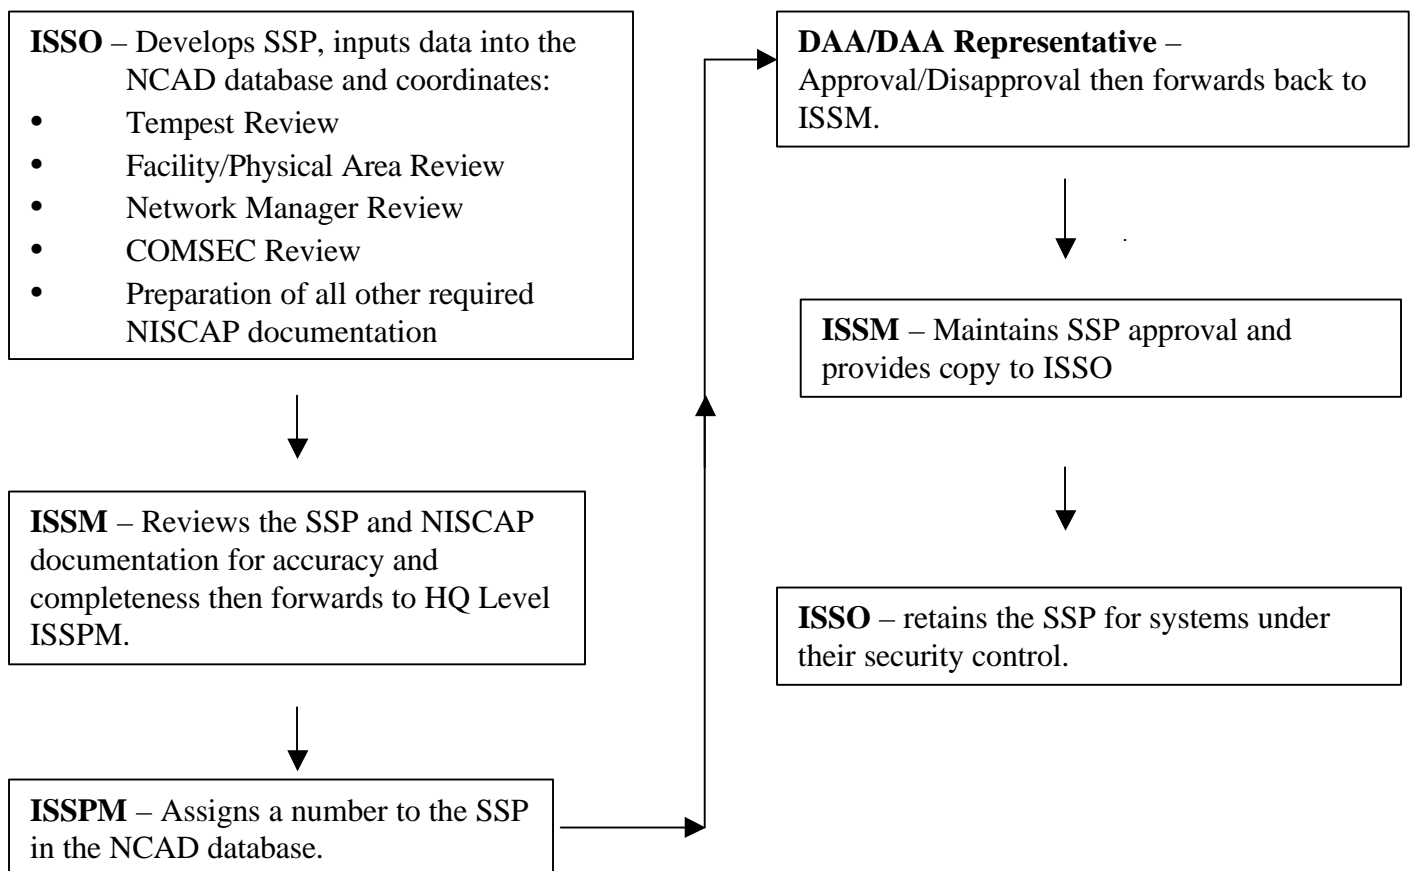 ISSO – Develops SSP, inputs data into the
NCAD database and coordinates:
• Tempest Review
• Facility/Physical Area Review
• Network Manager Review
• COMSEC Review
• Preparation of all other required
NISCAP documentation
ISSM – Reviews the SSP and NISCAP
documentation for accuracy and
completeness then forwards to HQ Level
ISSPM.
ISSPM – Assigns a number to the SSP
in the NCAD database.
DAA/DAA Representative –
Approval/Disapproval then forwards back to
ISSM.
ISSM – Maintains SSP approval and
provides copy to ISSO
ISSO – retains the SSP for systems under
their security control.